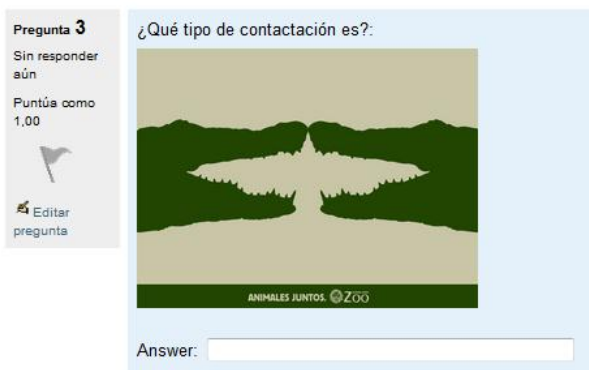 Pregunta 3
Sin responder
aún
Puntúa como
1,00
Editar
pregunta
¿Qué tipo de contactación es?:
ANIMALES JUNTOS. ZOO
Answer: